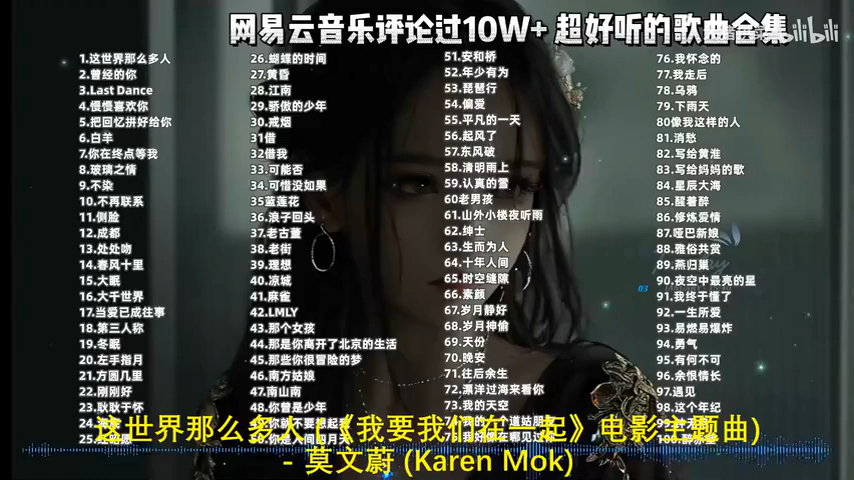 网易云音乐评论过10W+ 超好听的歌曲合集
bilibili
1.这世界那么多人
2.曾经的你
3.Last Dance
4.慢慢喜欢你
5.把回忆拼好给你
6.白羊
7.你在终点等我
8.玻璃之情
9.不染
10.不再联系
11.侧脸
12.成都
13.处处吻
14.春风十里
15.大眠
16.大千世界
17.当爱已成往事
18.第三人称
19.冬眠
20.左手指月
21.方圆几里
22.刚刚好
23.耿耿于怀
26.蝴蝶的时间
27.黄昏
28.江南
29.骄傲的少年
30.戒烟
31借
32借我
33.可能否
34.可惜没如果
35蓝莲花
36.浪子回头
37.老古董
38.老街
39.理想
40.凉城
41.麻雀
42.LMLY
43.那个女孩
44.那是你离开了北京的生活
45.那些你很冒险的梦
46.南方姑娘
47.南山南
48.你曾是少年
51.安和桥
52.年少有为
53.琵琶行
54.偏爱
55.平凡的一天
56.起风了
57.东风破
58.清明雨上
59.认真的雪
60老男孩
61.山外小楼夜听雨
62.绅士
63.生而为人
64.十年人间
65.时空缝隙
66.素颜
67.岁月静好
68.岁月神偷
69.天份
70.晚安
71.往后余生
72.漂洋过海来看你
73.我的天空
76.我怀念的
77.我走后
78.乌鸦
79.下雨天
80像我这样的人
81.消愁
82.写给黄淮
83.写给妈妈的歌
84.星辰大海
85.醒着醉
86.修炼爱情
87.哑巴新娘
88.雅俗共赏
89.燕归巢
90.夜空中最亮的星
91.我终于懂了
92.一生所爱
93.易燃易爆炸
94.勇气
95.有何不可
96.余恨情长
97.遇见
98.这个年纪
03
这世界那么多人 (《我要我们在一起》电影主题曲)
- 莫文蔚 (Karen Mok)